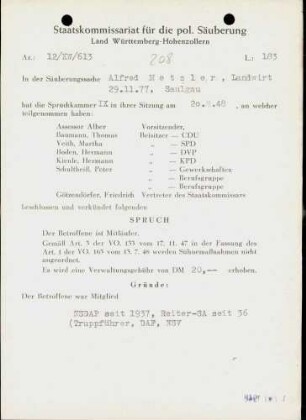 Staatskommissariat für die pol. Säuberung
Land Württemberg-Hohenzollern
Az.: 12/XX/613 L: 183
208
In der Säuberungssache Alfred Metzler, Landwirt
29.11.77, Saulgau
hat die Spruchkammer IX in ihrer Sitzung am 20.8.48, an welcher
teilgenommen haben:
Assessor Alber Vorsitzender,
Baumann, Thomas Beisitzer — CDU
Veith, Martha „ — SPD
Boden, Hermann „ — DVP
Kienle, Hermann „ — KPD
Schultheiß, Peter „ — Gewerkschaften
„ — Berufsgruppe
„ — Berufsgruppe
Götzendörfer, Friedrich Vertreter des Staatskommissars
beschlossen und verkündet folgenden
SPRUCH
Der Betroffene ist Mitläufer.
Gemäß Art. 3 der VO. 133 vom 17. 11. 47 in der Fassung des
Art. 1 der VO. 165 vom 13. 7. 48 werden Sühnemaßnahmen nicht
angeordnet.
Es wird eine Verwaltungsgebühr von DM 20,-- erhoben.
Gründe:
Der Betroffene war Mitglied
NSDAP seit 1937, Reiter-SA seit 36
(Truppführer, DAF, NSV